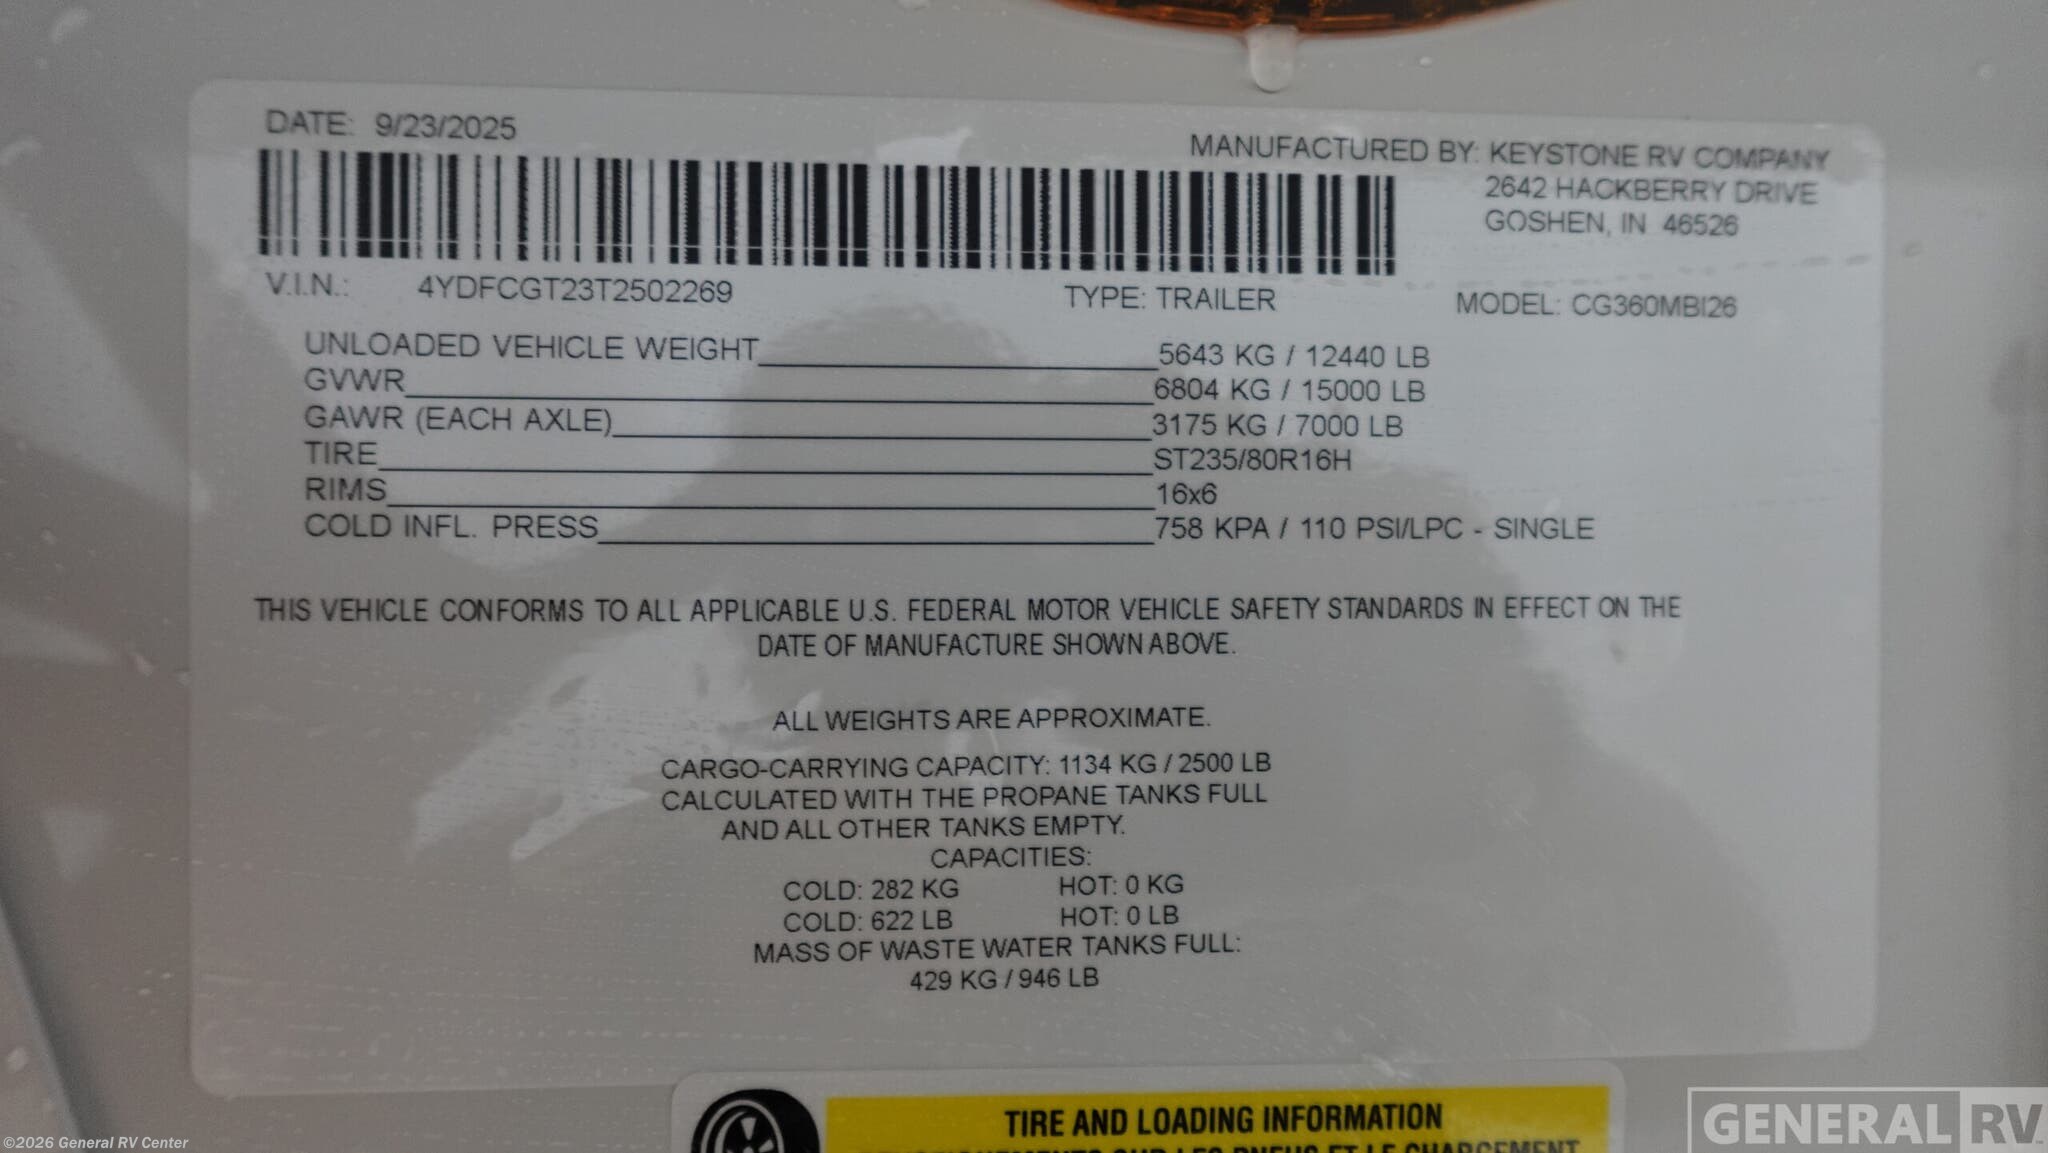 DATE: 9/23/2025
MANUFACTURED BY: KEYSTONE RV COMPANY
2642 HACKBERRY DRIVE
GOSHEN, IN 46526
V.I.N.: 4YDFCGT23T2502269 TYPE: TRAILER MODEL: CG360MBI26
UNLOADED VEHICLE WEIGHT 5643 KG / 12440 LB
GVWR 6804 KG / 15000 LB
GAWR (EACH AXLE) 3175 KG / 7000 LB
TIRE ST235/80R16H
RIMS 16x6
COLD INFL. PRESS 758 KPA / 110 PSI/LPC - SINGLE
THIS VEHICLE CONFORMS TO ALL APPLICABLE U.S. FEDERAL MOTOR VEHICLE SAFETY STANDARDS IN EFFECT ON THE
DATE OF MANUFACTURE SHOWN ABOVE.
ALL WEIGHTS ARE APPROXIMATE.
CARGO-CARRYING CAPACITY: 1134 KG / 2500 LB
CALCULATED WITH THE PROPANE TANKS FULL
AND ALL OTHER TANKS EMPTY.
CAPACITIES:
COLD: 282 KG HOT: 0 KG
COLD: 622 LB HOT: 0 LB
MASS OF WASTE WATER TANKS FULL:
429 KG / 946 LB
TIRE AND LOADING INFORMATION
SUR LES PNEUS ET LE CHARGEMENT
©2026 General RV Center
GENERAL RV